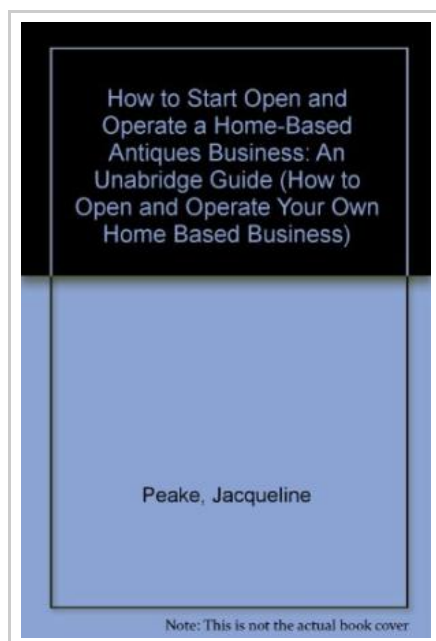 How to Start Open and
Operate a Home-Based
Antiques Business: An
Unabridge Guide (How to
Open and Operate Your Own
Home Based Business)
Peake, Jacqueline
Note: This is not the actual book cover